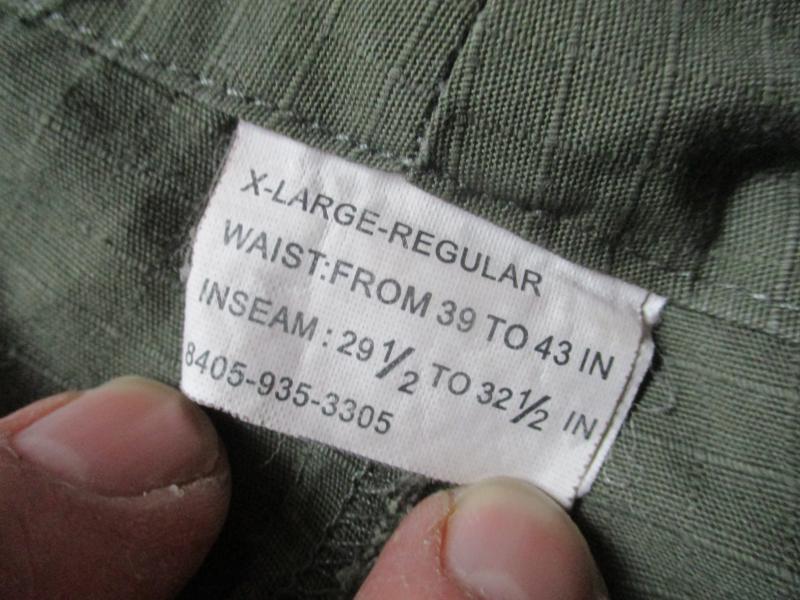 X-LARGE-REGULAR
WAIST:FROM 39 TO 43 IN
INSEAM : 29 1/2 TO 32 1/2 IN
8405-935-3305